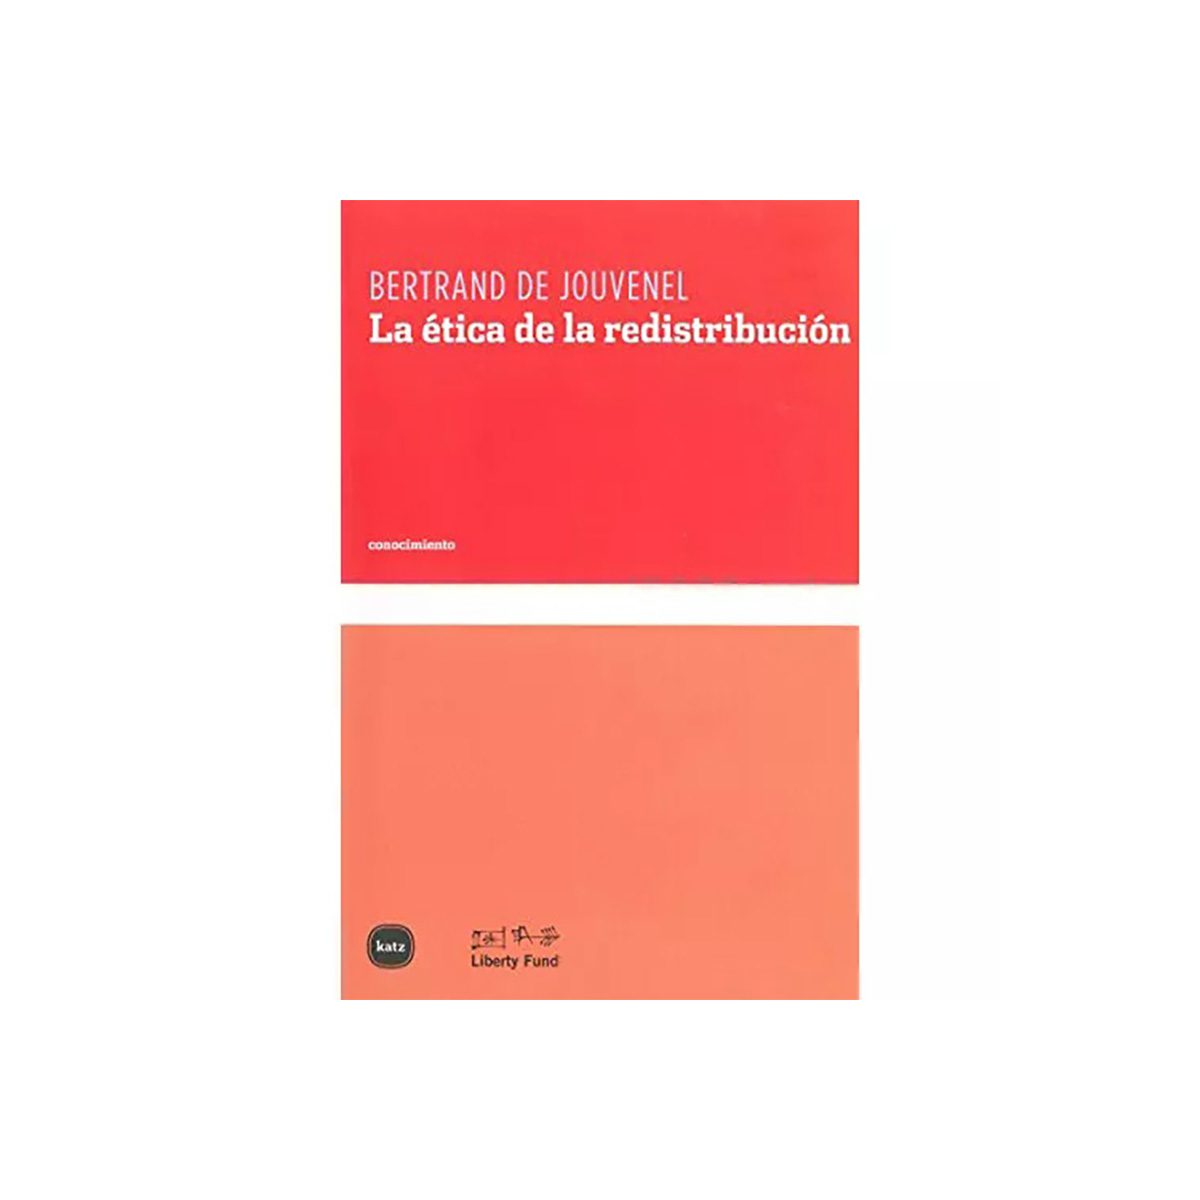 BERTRAND DE JOUVENEL
La ética de la redistribución
conocimiento
katz
Liberty Fund